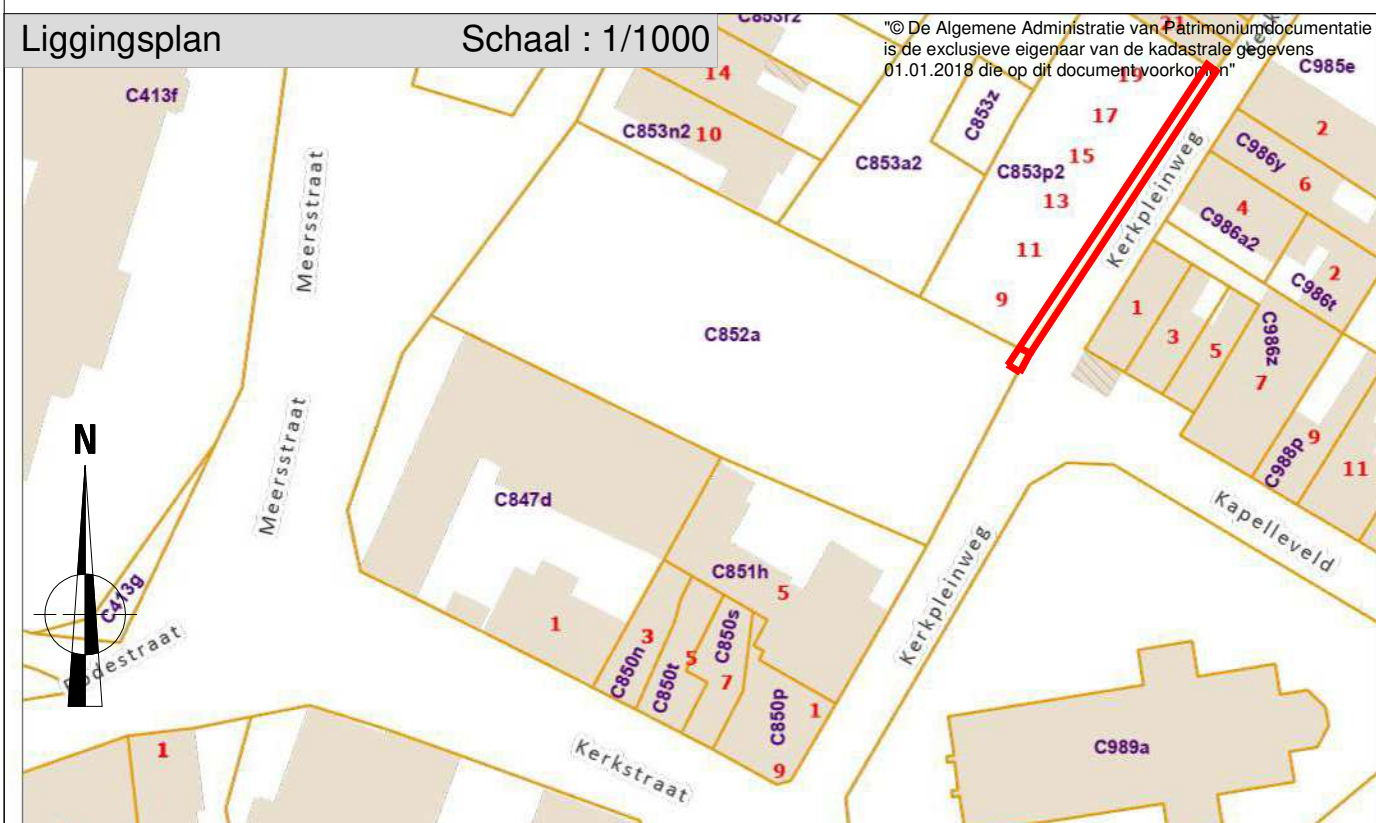 Liggingsplan Schaal : 1/1000
"© De Algemene Administratie van Patrimoniumdocumentatie
is de exclusieve eigenaar van de kadastrale gegevens
01.01.2018 die op dit document voorkomen"
C853r2
21
C413f
14
19
C985e
C853z
17
2
C853n2 10
C853a2
15
C986y
C853p2
6
13
4
C986a2
Meersstraat
Kerkpleinweg
11
2
C986t
9
1
C852a
3
5
C986z
7
Meersstraat
N
9
C988p
11
C847d
Kapelleveld
C851h
5
Kerkpleinweg
C413g
1
3
5
C850s
7
C850n
C850t
C850p
1
9
1
Kerkstraat
C989a